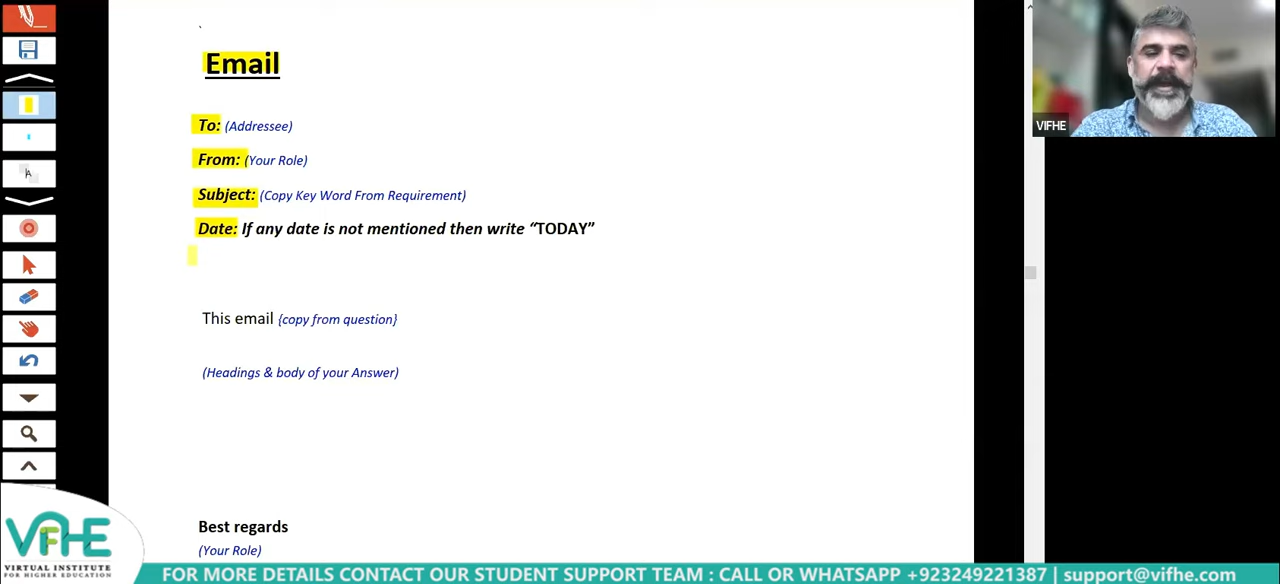 Email
To: (Addressee)
From: (Your Role)
Subject: (Copy Key Word From Requirement)
Date: If any date is not mentioned then write “TODAY”
This email {copy from question}
(Headings & body of your Answer)
Best regards
(Your Role)
VIFHE
VIFHE
VIRTUAL INSTITUTE
FOR HIGHER EDUCATION
FOR MORE DETAILS CONTACT OUR STUDENT SUPPORT TEAM : CALL OR WHATSAPP +923249221387 | support@vifhe.com